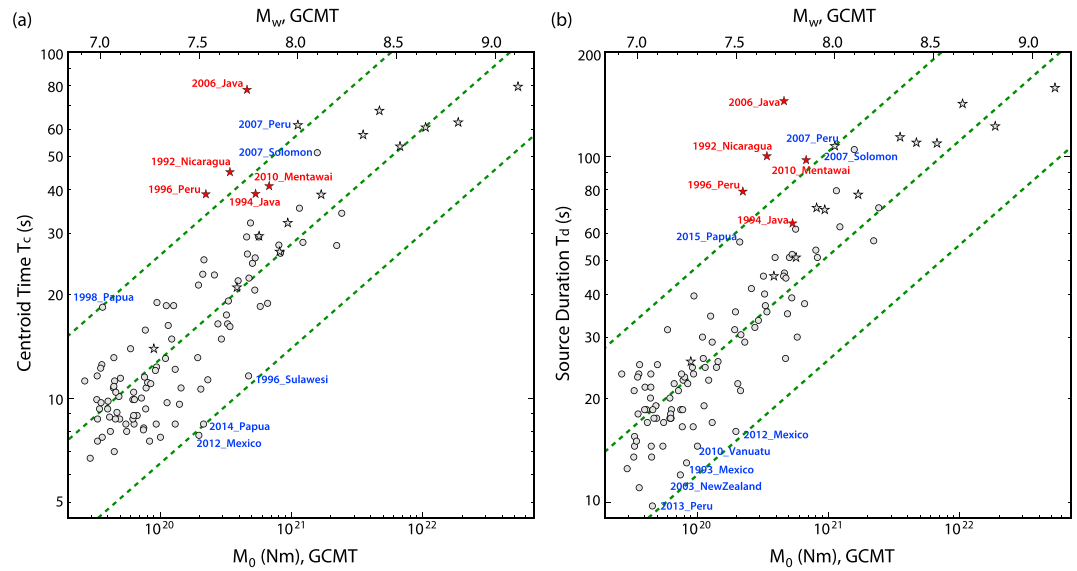 (a)
M_w, GCMT
7.0 7.5 8.0 8.5 9.0
100
80
60
50
40
30
20
10
5
Centroid Time Tc (s)
2006_Java
2007_Peru
2007_Solomon
1992_Nicaragua
2010_Mentawai
1996_Peru
1994_Java
1998_Papua
1996_Sulawesi
2014_Papua
2012_Mexico
10^20 10^21 10^22
M_0 (Nm), GCMT
(b)
M_w, GCMT
7.0 7.5 8.0 8.5 9.0
200
100
80
60
50
40
30
20
10
Source Duration Td (s)
2006_Java
2007_Peru
1992_Nicaragua
2007_Solomon
2010_Mentawai
1996_Peru
1994_Java
2015_Papua
2012_Mexico
2010_Vanuatu
1993_Mexico
2003_NewZealand
2013_Peru
10^20 10^21 10^22
M_0 (Nm), GCMT